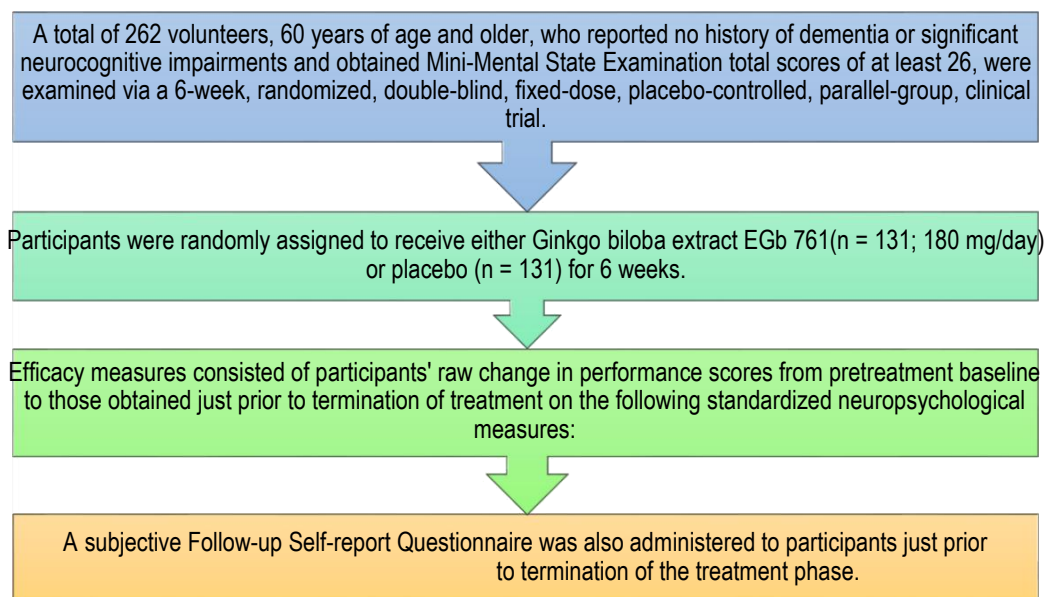 A total of 262 volunteers, 60 years of age and older, who reported no history of dementia or significant
neurocognitive impairments and obtained Mini-Mental State Examination total scores of at least 26, were
examined via a 6-week, randomized, double-blind, fixed-dose, placebo-controlled, parallel-group, clinical
trial.
Participants were randomly assigned to receive either Ginkgo biloba extract EGb 761(n = 131; 180 mg/day)
or placebo (n = 131) for 6 weeks.
Efficacy measures consisted of participants' raw change in performance scores from pretreatment baseline
to those obtained just prior to termination of treatment on the following standardized neuropsychological
measures:
A subjective Follow-up Self-report Questionnaire was also administered to participants just prior
to termination of the treatment phase.